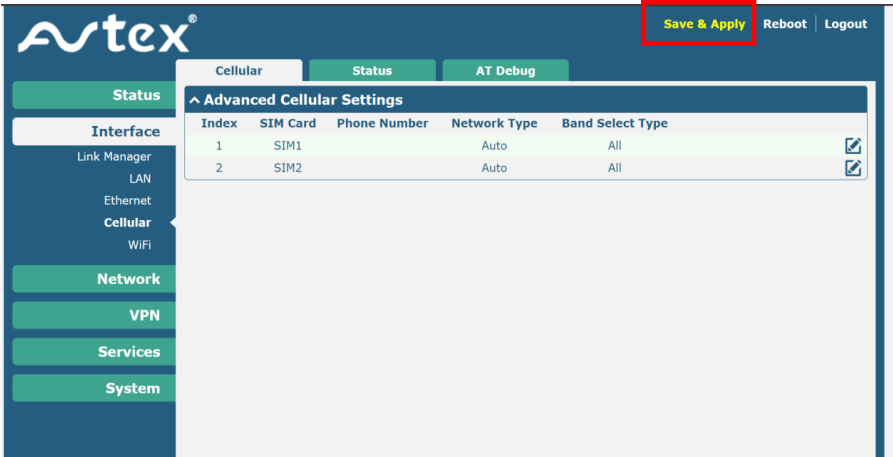 Avtex®
Save & Apply Reboot Logout
Cellular Status AT Debug
Status
Interface
Link Manager
LAN
Ethernet
Cellular
WiFi
Network
VPN
Services
System
Advanced Cellular Settings
Index SIM Card Phone Number Network Type Band Select Type
1 SIM1 Auto All
2 SIM2 Auto All